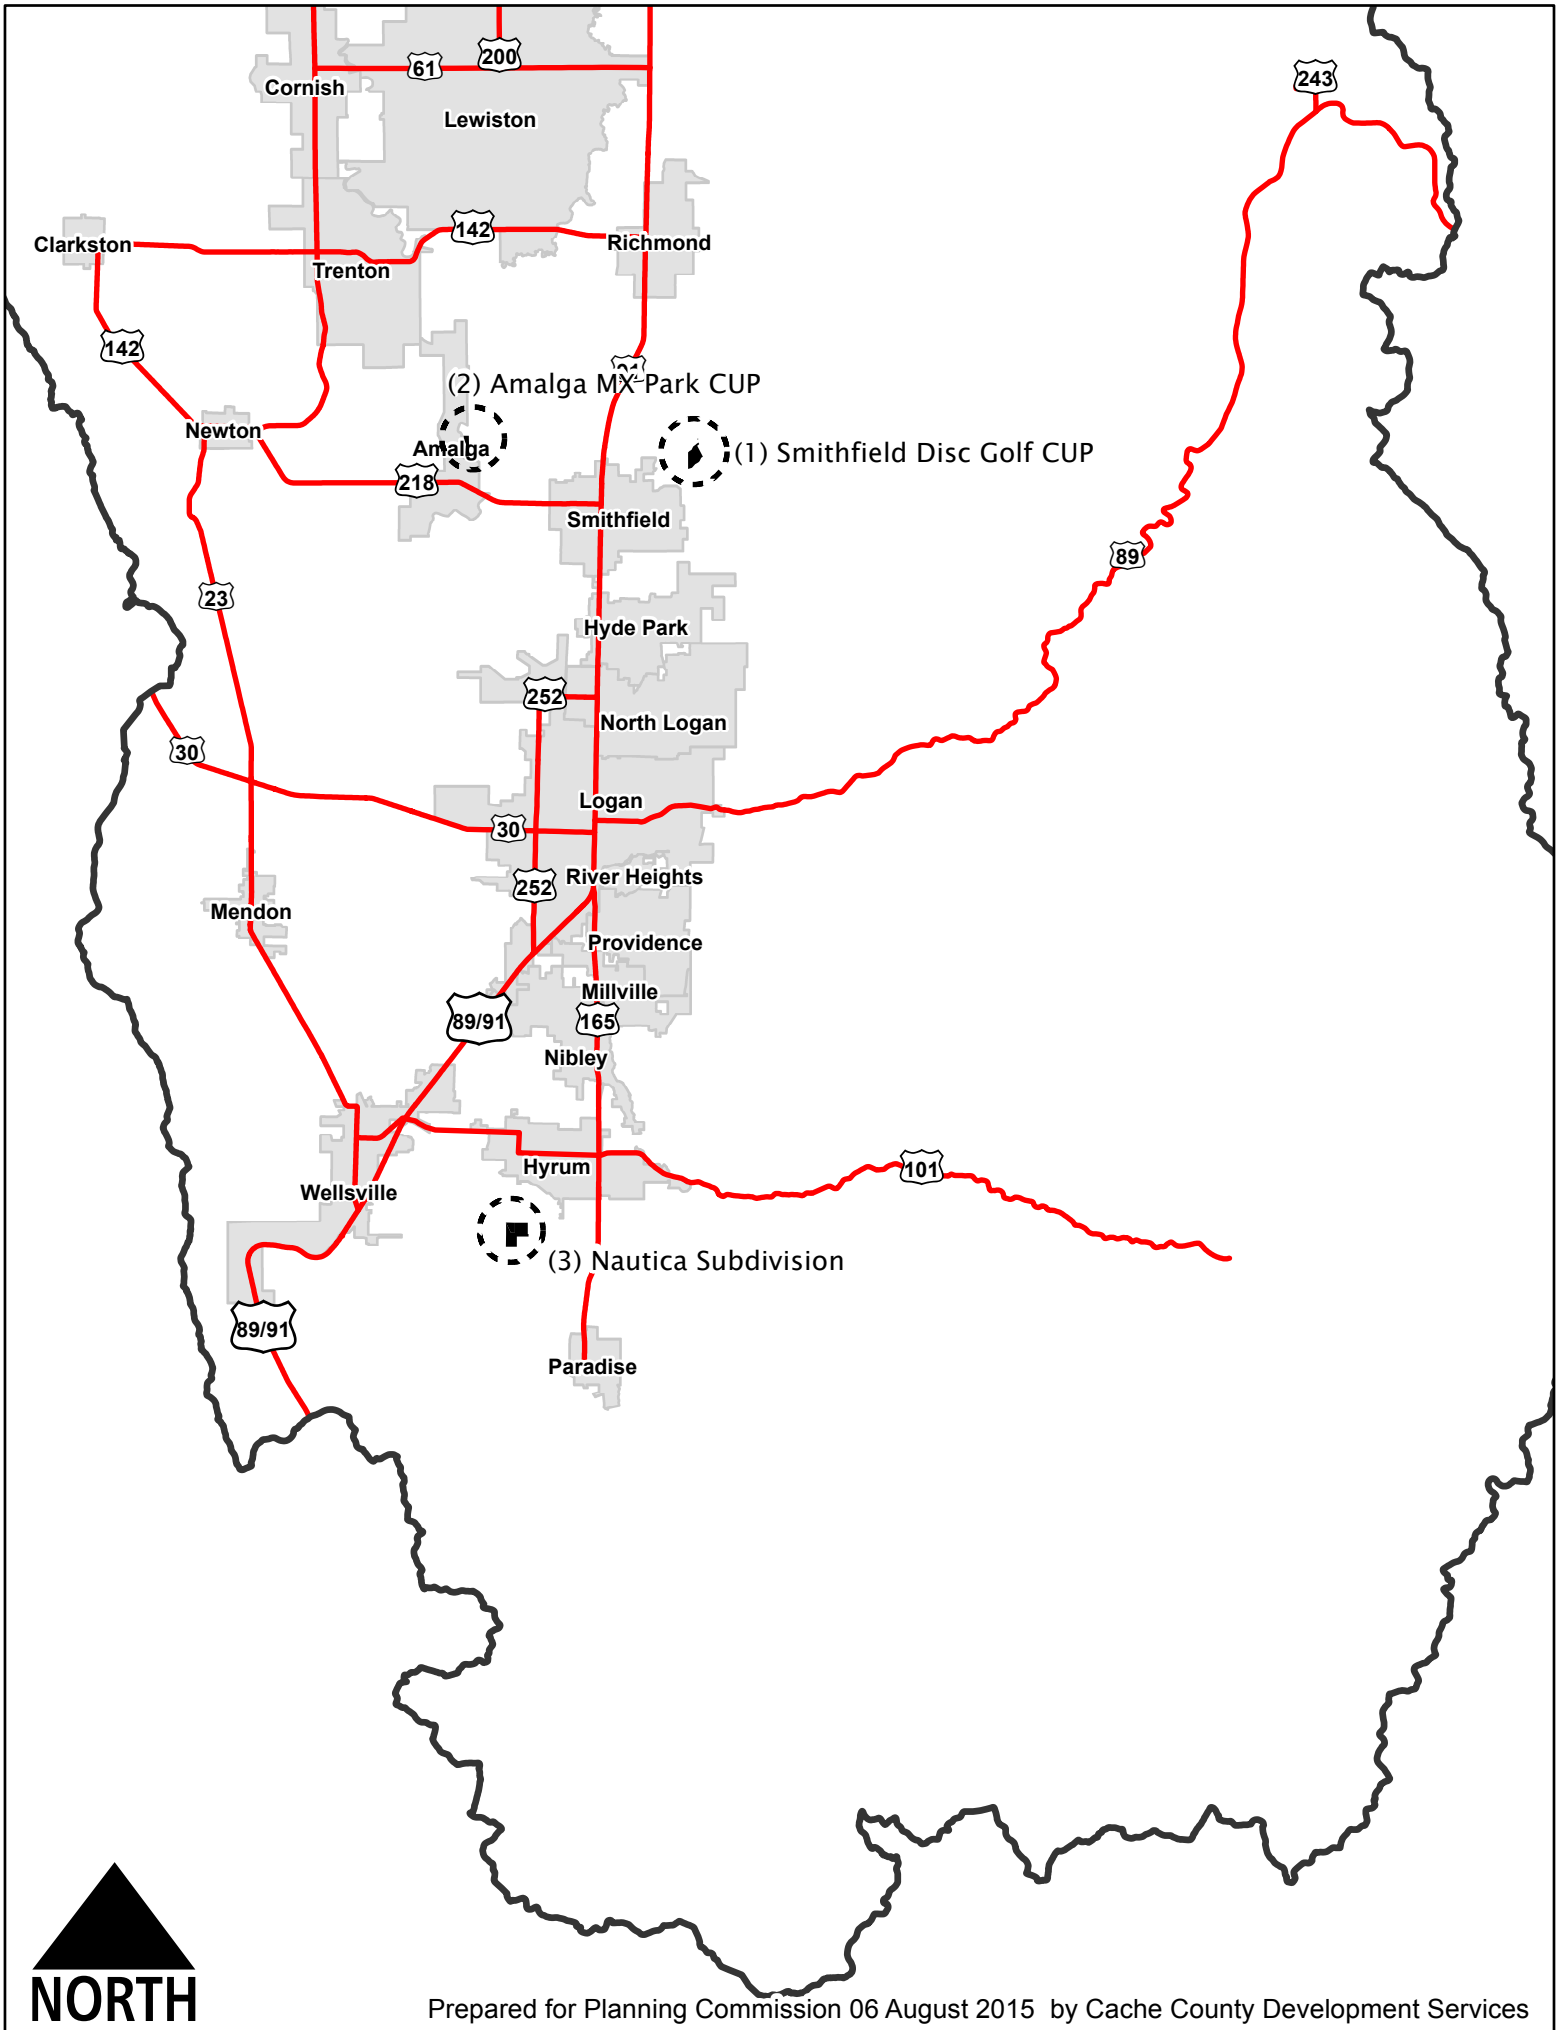 200
61
243
Cornish
Lewiston
142
Clarkston
Richmond
Trenton
142
91
(2) Amalga MX Park CUP
Newton
Amalga
(1) Smithfield Disc Golf CUP
218
Smithfield
89
23
Hyde Park
252
North Logan
30
Logan
30
River Heights
252
Mendon
Providence
Millville
89/91
165
Nibley
Hyrum
101
Wellsville
(3) Nautica Subdivision
89/91
Paradise
NORTH
Prepared for Planning Commission 06 August 2015 by Cache County Development Services